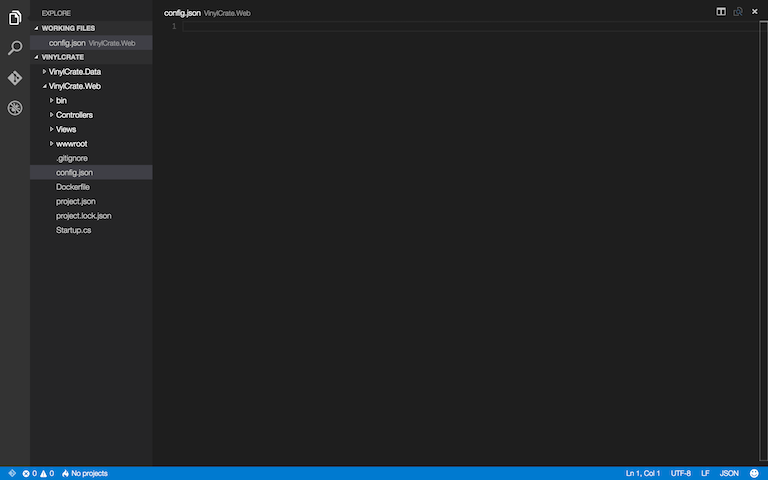 EXPLORE
WORKING FILES
config.json VinylCrate.Web
VINYLCRATE
VinylCrate.Data
VinylCrate.Web
bin
Controllers
Views
wwwroot
.gitignore
config.json
Dockerfile
project.json
project.lock.json
Startup.cs
config.json VinylCrate.Web
1
0 0 No projects
Ln 1, Col 1 UTF-8 LF JSON